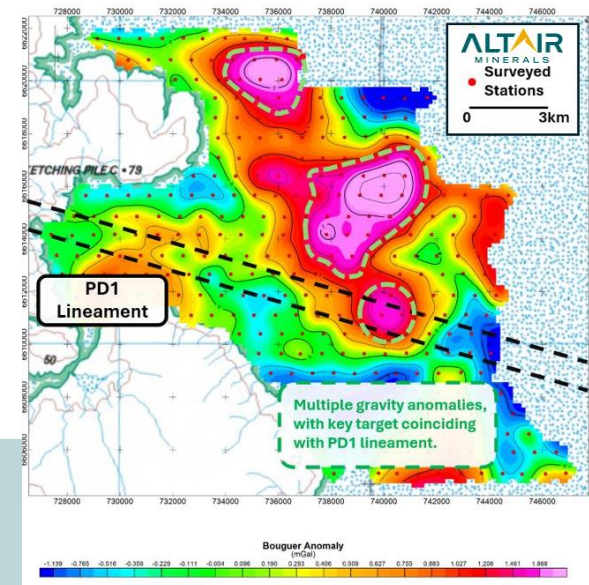 728000 730000 732000 734000 736000 738000 740000 742000 744000 746000
ALTAIR
MINERALS
Surveyed
Stations
0 3km
ETCHING PILE C • 79
PD1
Lineament
50
Multiple gravity anomalies,
with key target coinciding
with PD1 lineament.
728000 730000 732000 734000 736000 738000 740000 742000 744000 746000
Bouguer Anomaly
(mGal)
-1.139 -0.765 -0.516 -0.359 -0.229 -0.111 -0.004 0.096 0.190 0.293 0.406 0.509 0.627 0.755 0.883 1.027 1.206 1.461 1.868